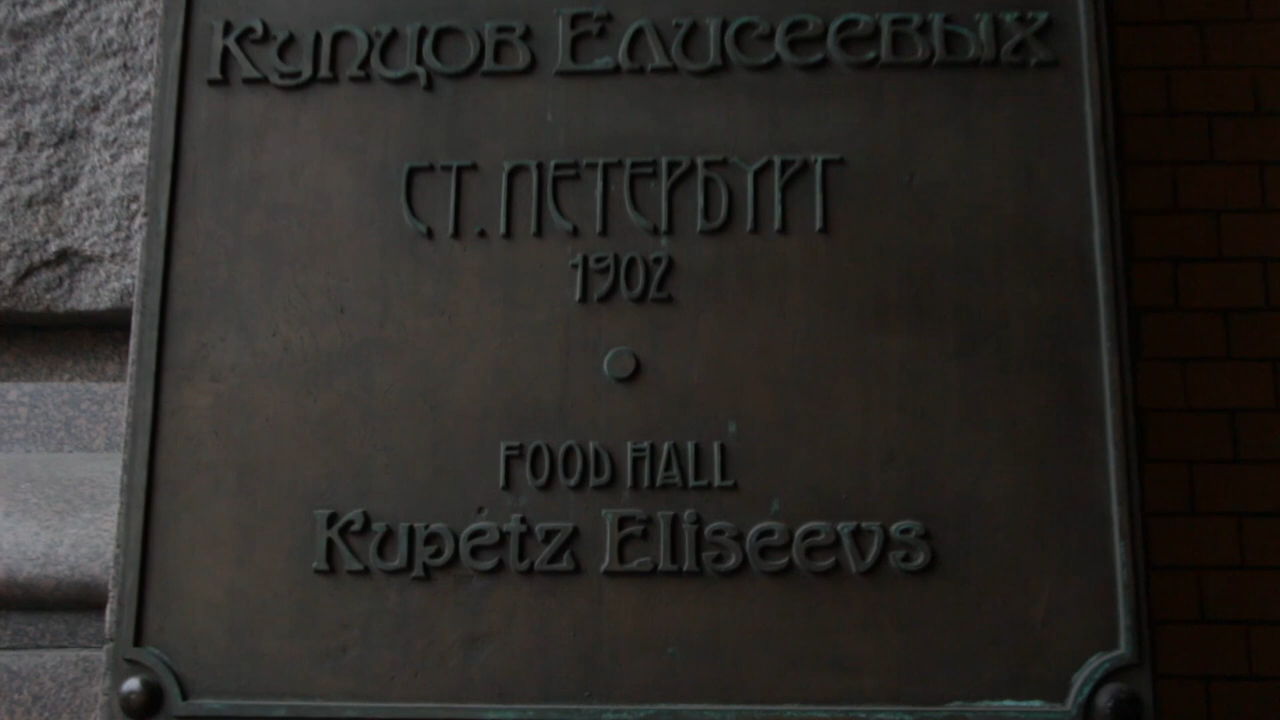 Купцов Елисеевых
СТ. ПЕТЕРБУРГ
1902
FOOD HALL
Kupétz Eliséevs